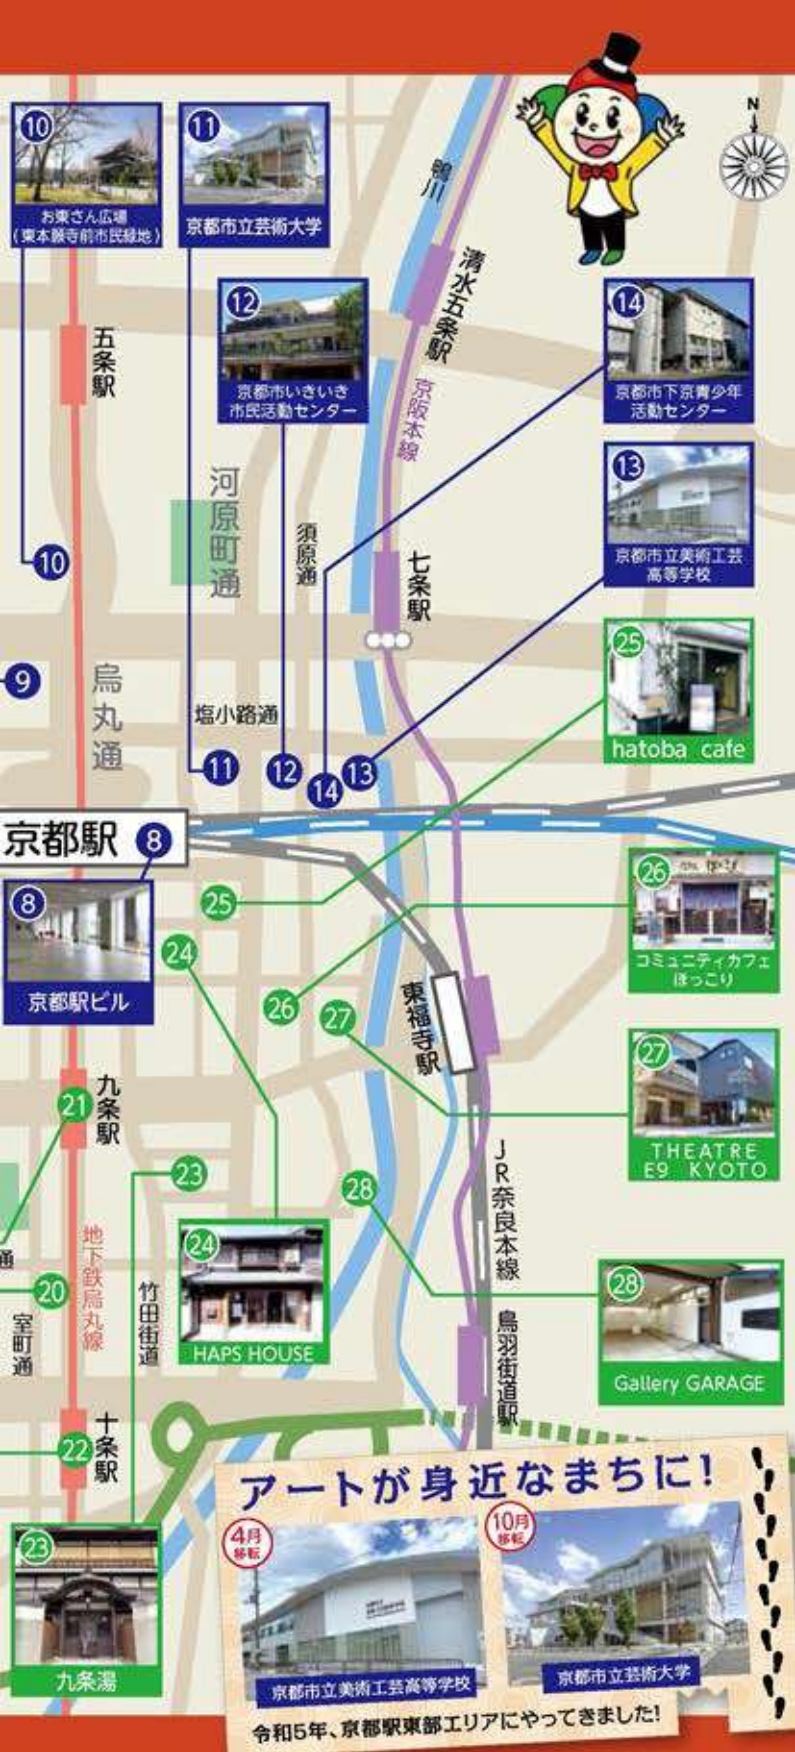 N
10
お東さん広場
(東本願寺前市民緑地)
11
京都市立芸術大学
鴨川
清水五条駅
京阪本線
12
京都市いきいき
市民活動センター
14
京都市下京青少年
活動センター
五条駅
13
京都市立美術工芸
高等学校
河原町通
須原通
七条駅
10
25
hatoba cafe
9
烏丸通
塩小路通
11
12
14
13
京都駅
8
8
京都駅ビル
25
24
26
コミュニティカフェ
ほっこり
26
27
東福寺駅
27
THEATRE
E9 KYOTO
21
九条駅
23
28
JR奈良本線
通
地下鉄烏丸線
24
HAPS HOUSE
20
室町通
竹田街道
28
Gallery GARAGE
鳥羽街道駅
22
十条駅
23
九条湯
アートが身近なまちに!
4月
移転
京都市立美術工芸高等学校
10月
移転
京都市立芸術大学
令和5年、京都駅東部エリアにやってきました!